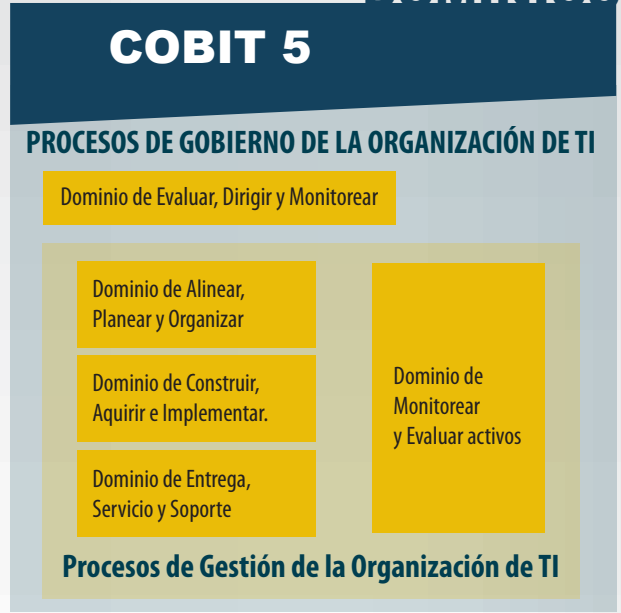 COBIT 5
PROCESOS DE GOBIERNO DE LA ORGANIZACIÓN DE TI
Dominio de Evaluar, Dirigir y Monitorear
Dominio de Alinear,
Planear y Organizar
Dominio de Construir,
Aquirir e Implementar.
Dominio de Entrega,
Servicio y Soporte
Dominio de
Monitorear
y Evaluar activos
Procesos de Gestión de la Organización de TI